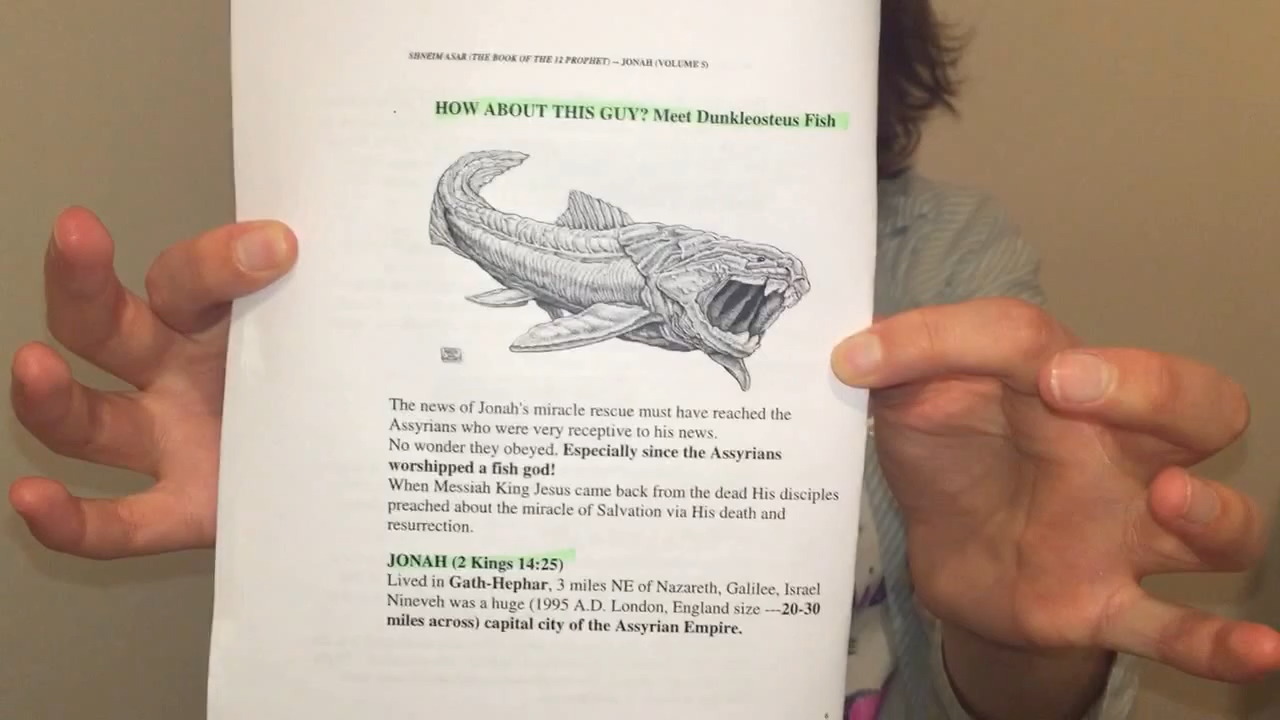 SHNEIM ASAR (THE BOOK OF THE 12 PROPHET) -- JONAH (VOLUME 5)
HOW ABOUT THIS GUY? Meet Dunkleosteus Fish
The news of Jonah's miracle rescue must have reached the
Assyrians who were very receptive to his news.
No wonder they obeyed. Especially since the Assyrians
worshipped a fish god!
When Messiah King Jesus came back from the dead His disciples
preached about the miracle of Salvation via His death and
resurrection.
JONAH (2 Kings 14:25)
Lived in Gath-Hephar, 3 miles NE of Nazareth, Galilee, Israel
Nineveh was a huge (1995 A.D. London, England size ---20-30
miles across) capital city of the Assyrian Empire.